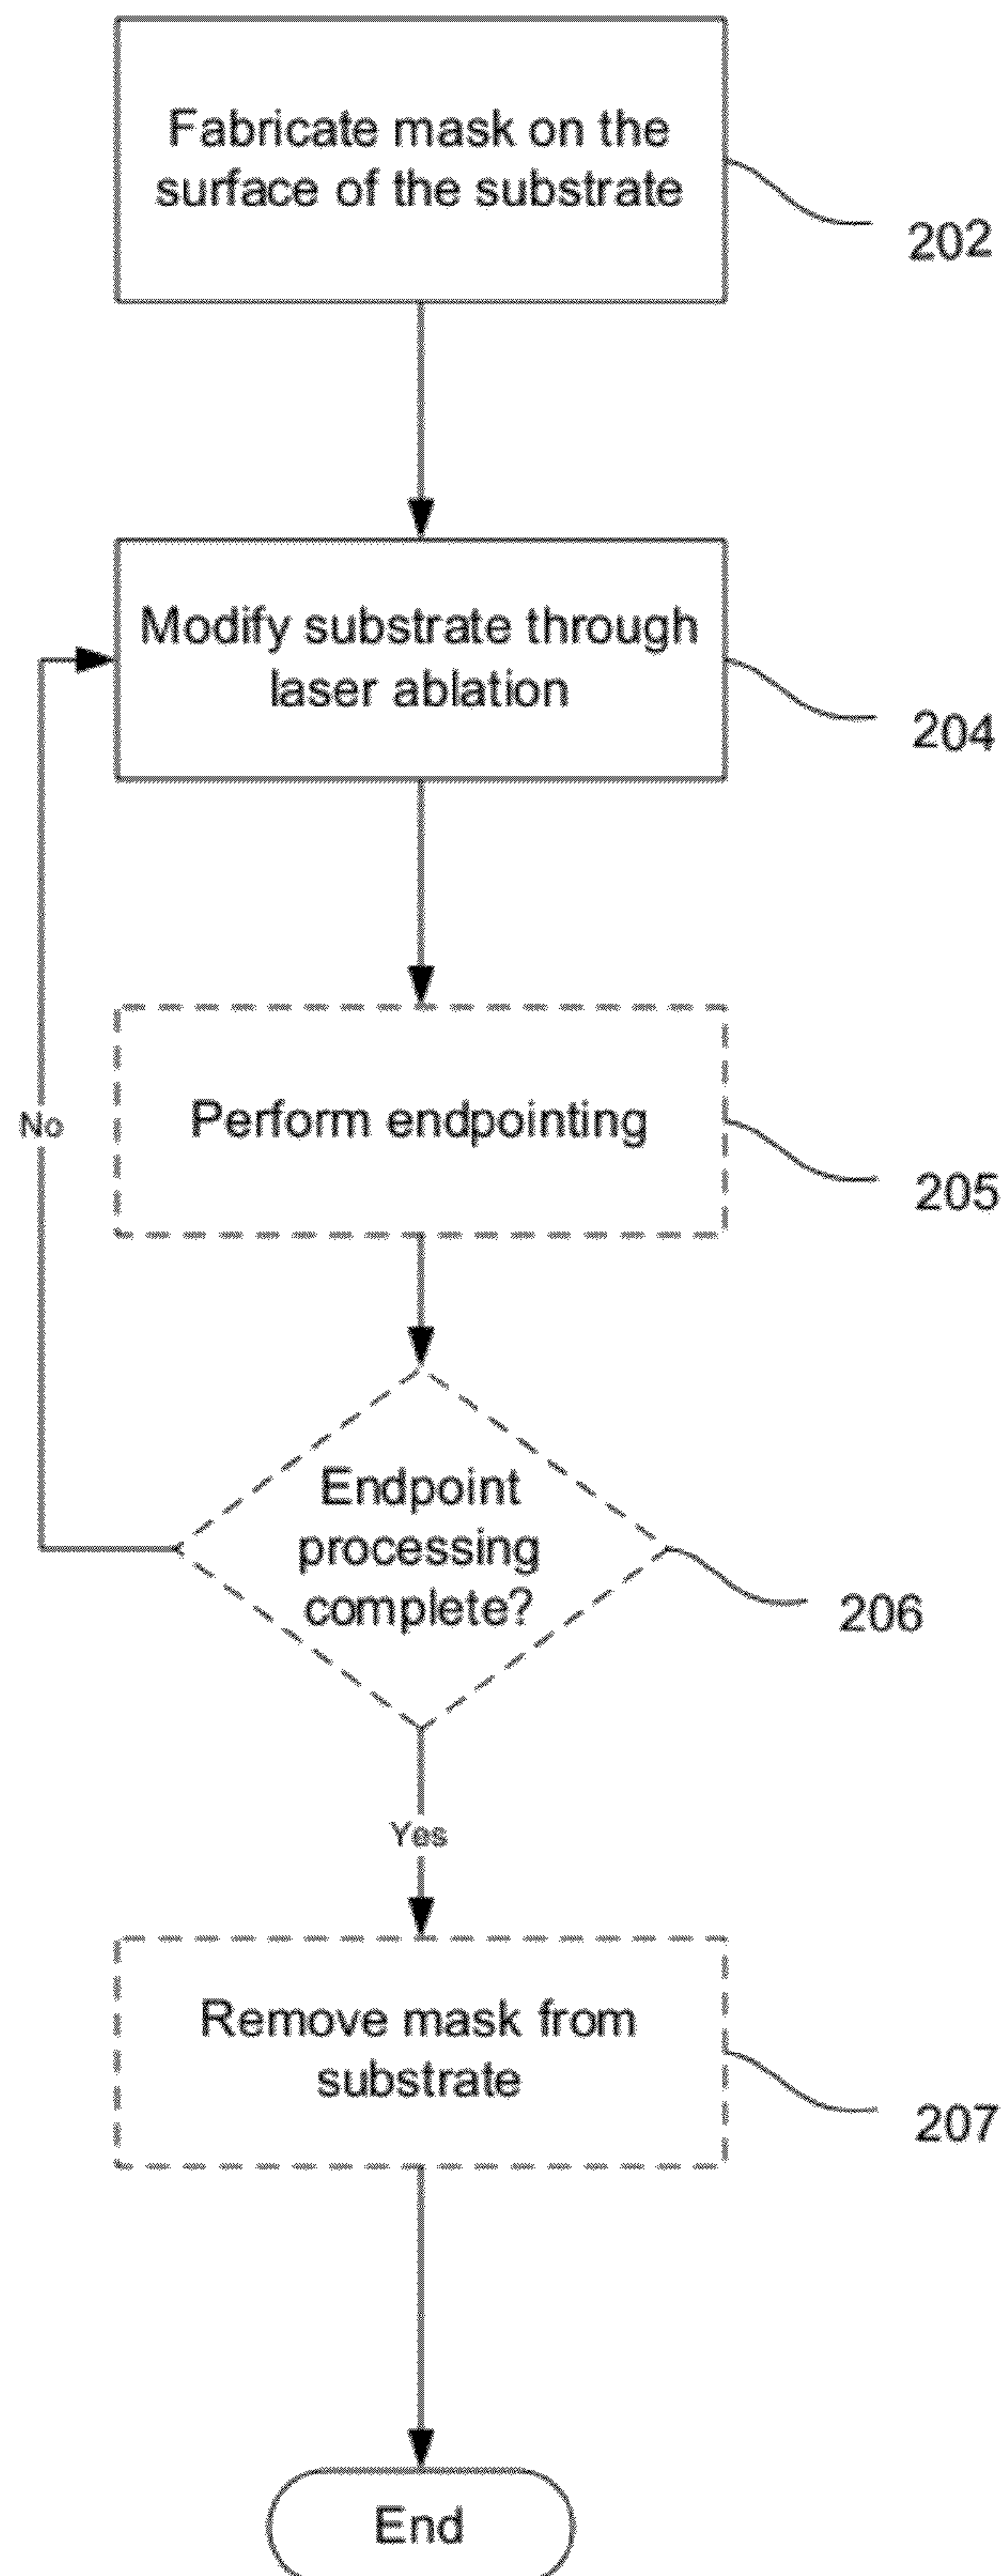 Fabricate mask on the
surface of the substrate
202
Modify substrate through
laser ablation
204
Perform endpointing
No
205
Endpoint
processing
complete?
206
Yes
Remove mask from
substrate
207
End